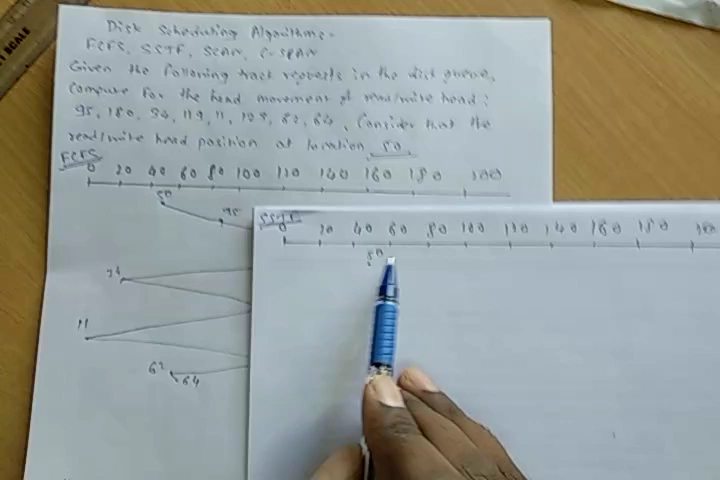 Disk Scheduling Algorithms-
FCFS, SSTF, SCAN, C-SCAN
Given the following track requests in the disk queue,
compute for the head movement of read/write head:
95, 180, 34, 119, 11, 123, 62, 64, Consider that the
read/write head position at location 50
FCFS
0 20 40 60 80 100 120 140 160 180 200
50
95
34
11
62
64
SSTF
0 20 40 60 80 100 120 140 160 180 200
50
SCALE